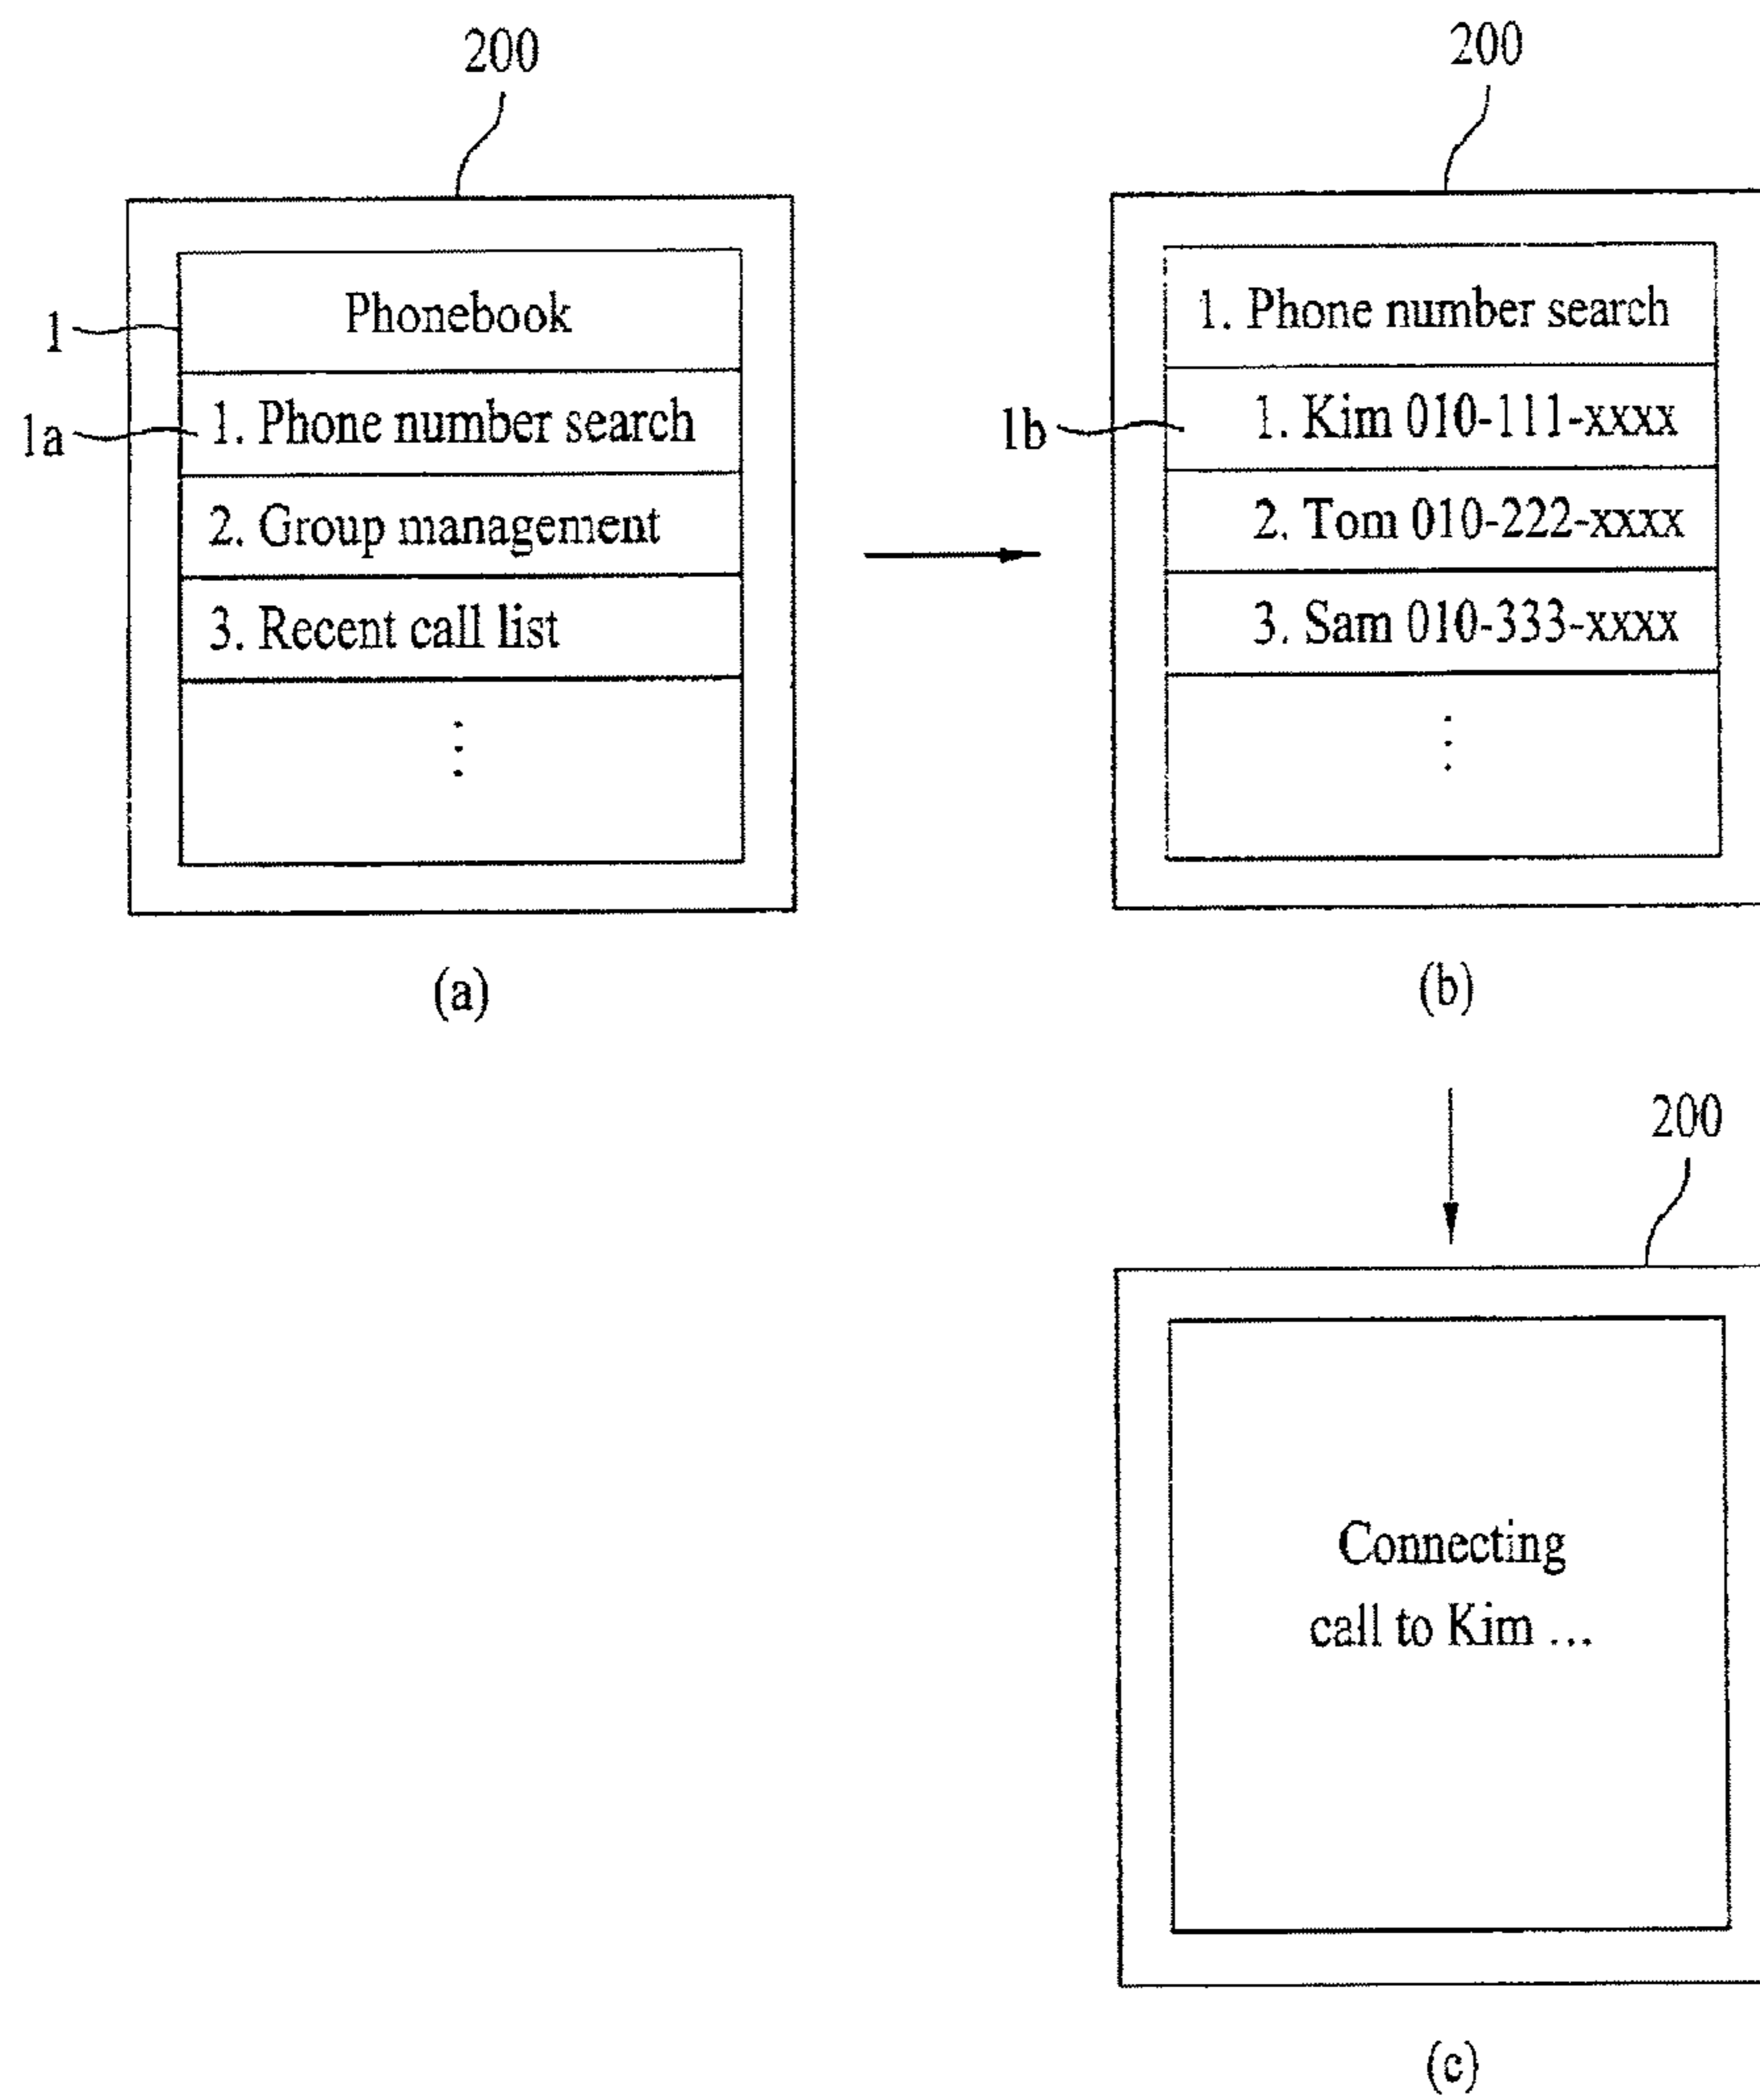 200
1
Phonebook
1a
1. Phone number search
2. Group management
3. Recent call list
⋮
(a)
200
1. Phone number search
1b
1. Kim 010-111-xxxx
2. Tom 010-222-xxxx
3. Sam 010-333-xxxx
⋮
(b)
200
Connecting
call to Kim ...
(c)